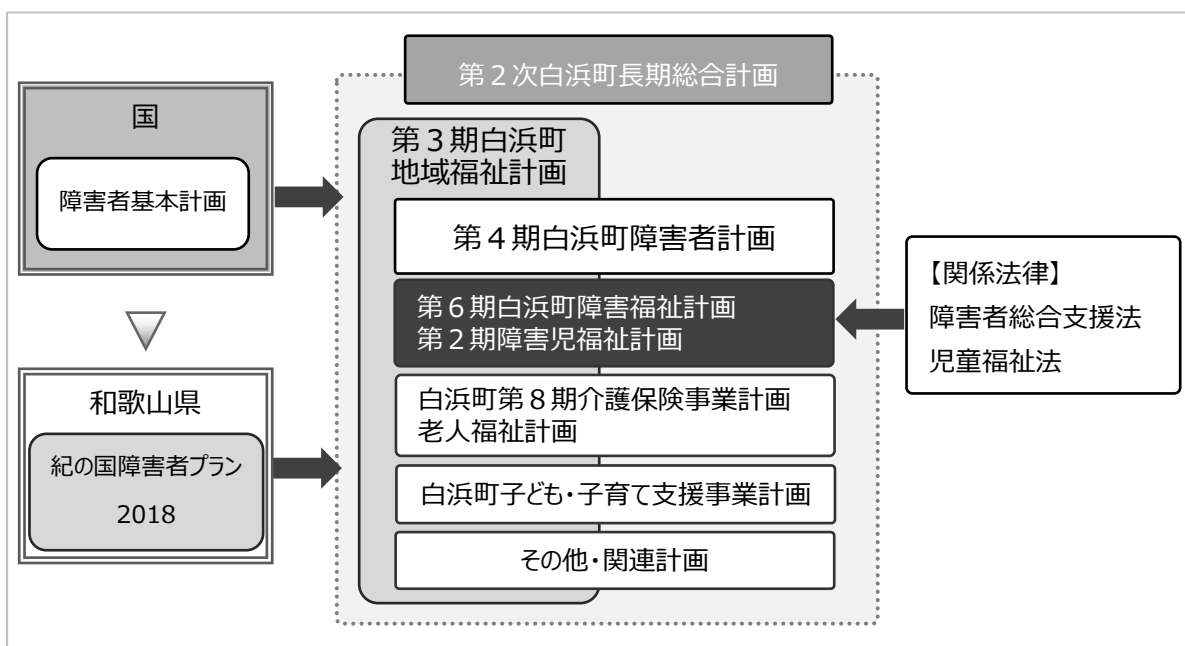 第２次白浜町長期総合計画
国
障害者基本計画
和歌山県
紀の国障害者プラン
2018
第３期白浜町
地域福祉計画
第４期白浜町障害者計画
第６期白浜町障害福祉計画
第２期障害児福祉計画
白浜町第８期介護保険事業計画
老人福祉計画
白浜町子ども・子育て支援事業計画
その他・関連計画
【関係法律】
障害者総合支援法
児童福祉法